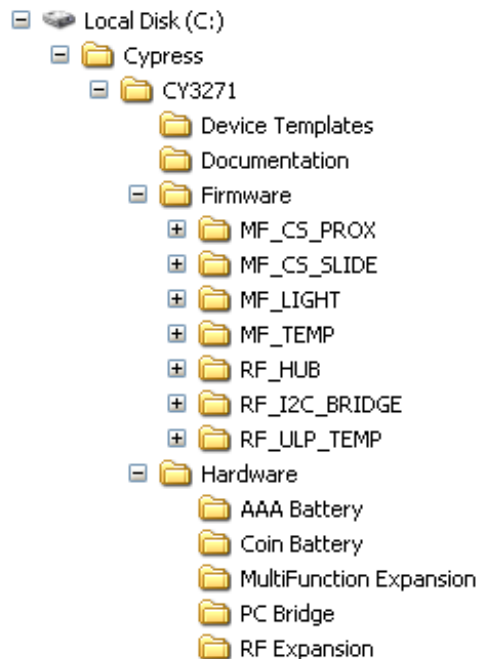 Local Disk (C:)
Cypress
CY3271
Device Templates
Documentation
Firmware
MF_CS_PROX
MF_CS_SLIDE
MF_LIGHT
MF_TEMP
RF_HUB
RF_I2C_BRIDGE
RF_ULP_TEMP
Hardware
AAA Battery
Coin Battery
MultiFunction Expansion
PC Bridge
RF Expansion